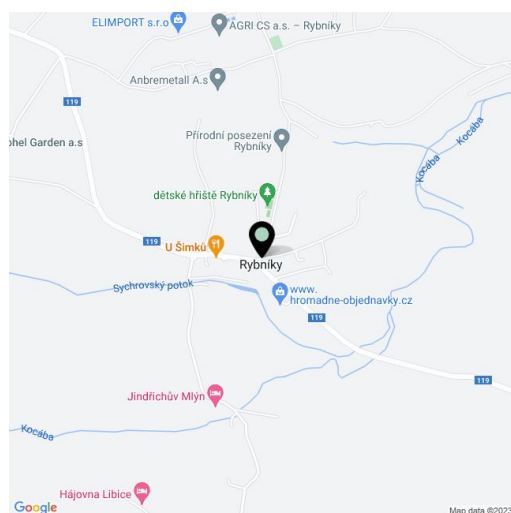 ELIMPORT s.r.o
AGRI CS a.s. – Rybníky
Anbremetall A.s
119
ohel Garden a.s
Přírodní posezení
Rybníky
Kocába
Kocába
dětské hřiště Rybníky
119
U Šimků
Rybníky
Sychrovský potok
www.
hromadne-objednavky.cz
119
119
Jindřichův Mlýn
Kocába
Hájovna Libice
Google
Map data ©2023